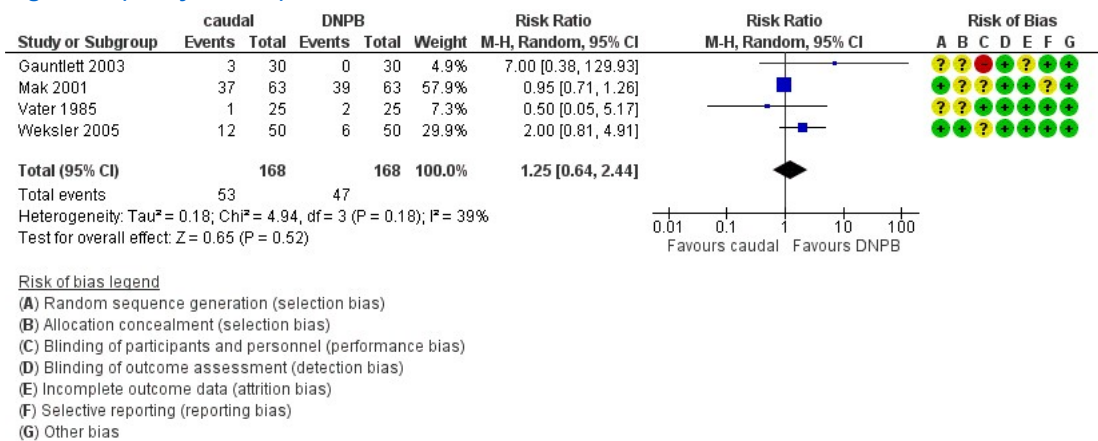 caudal DNPB Risk Ratio Risk Ratio Risk of Bias
Study or Subgroup Events Total Events Total Weight M-H, Random, 95% CI M-H, Random, 95% CI A B C D E F G
Gauntlett 2003 3 30 0 30 4.9% 7.00 [0.38, 129.93] ? ? - + ? + +
Mak 2001 37 63 39 63 57.9% 0.95 [0.71, 1.26] + ? ? + + ? +
Vater 1985 1 25 2 25 7.3% 0.50 [0.05, 5.17] ? ? + + + + +
Weksler 2005 12 50 6 50 29.9% 2.00 [0.81, 4.91] + + ? + + + +
Total (95% CI) 168 168 100.0% 1.25 [0.64, 2.44]
Total events 53 47
Heterogeneity: Tau² = 0.18; Chi² = 4.94, df = 3 (P = 0.18); I² = 39%
Test for overall effect: Z = 0.65 (P = 0.52)
0.01 0.1 1 10 100
Favours caudal Favours DNPB
Risk of bias legend
(A) Random sequence generation (selection bias)
(B) Allocation concealment (selection bias)
(C) Blinding of participants and personnel (performance bias)
(D) Blinding of outcome assessment (detection bias)
(E) Incomplete outcome data (attrition bias)
(F) Selective reporting (reporting bias)
(G) Other bias